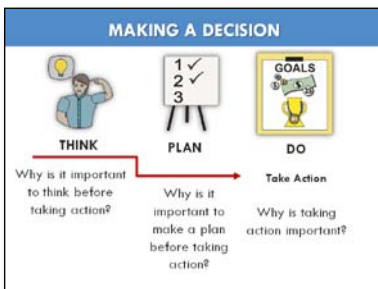 MAKING A DECISION
1 ✓
2 ✓
3
GOALS
THINK
PLAN
DO
Why is it important
to think before
taking action?
Why is it
important to
make a plan
before taking
action?
Take Action
Why is taking
action important?